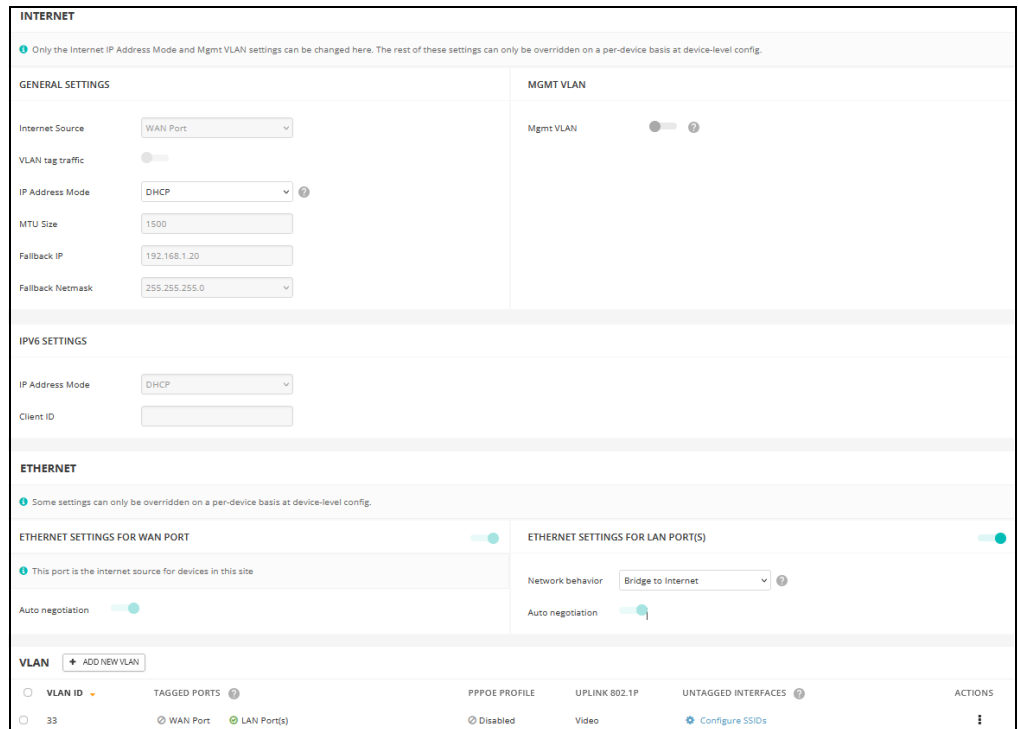 INTERNET
Only the Internet IP Address Mode and Mgmt VLAN settings can be changed here. The rest of these settings can only be overridden on a per-device basis at device-level config.
GENERAL SETTINGS
MGMT VLAN
Internet Source WAN Port
Mgmt VLAN ?
VLAN tag traffic
IP Address Mode DHCP ?
MTU Size 1500
Fallback IP 192.168.1.20
Fallback Netmask 255.255.255.0
IPV6 SETTINGS
IP Address Mode DHCP
Client ID
ETHERNET
Some settings can only be overridden on a per-device basis at device-level config.
ETHERNET SETTINGS FOR WAN PORT
This port is the internet source for devices in this site
Auto negotiation
ETHERNET SETTINGS FOR LAN PORT(S)
Network behavior Bridge to Internet ?
Auto negotiation
VLAN + ADD NEW VLAN
VLAN ID TAGGED PORTS ? PPPOE PROFILE UPLINK 802.1P UNTAGGED INTERFACES ? ACTIONS
33 WAN Port LAN Port(s) Disabled Video Configure SSIDs